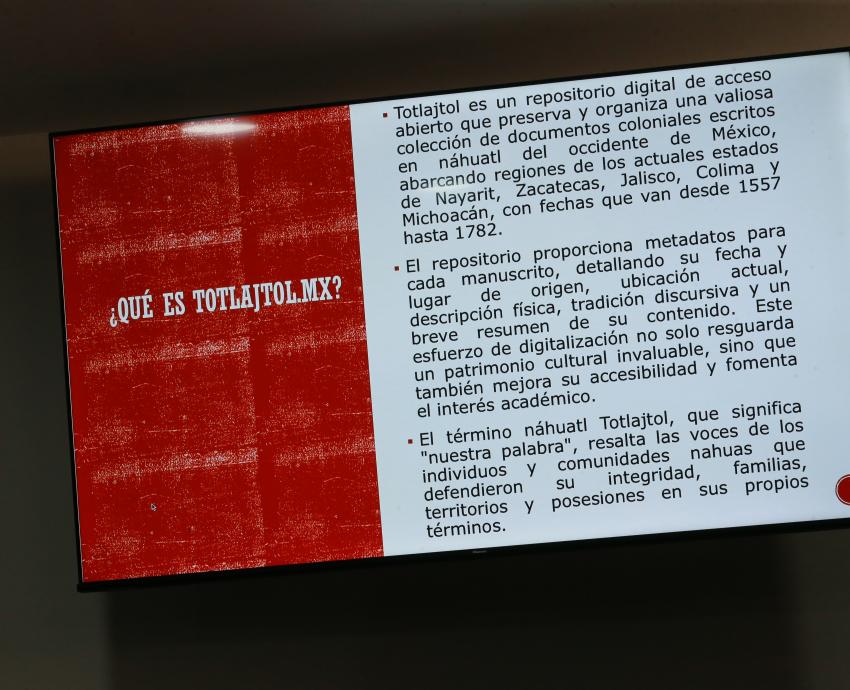 ¿QUÉ ES TOTLAJTOL.MX?
Totlajtol es un repositorio digital de acceso
abierto que preserva y organiza una valiosa
colección de documentos coloniales escritos
en náhuatl del occidente de México,
abarcando regiones de los actuales estados
de Nayarit, Zacatecas, Jalisco, Colima y
Michoacán, con fechas que van desde 1557
hasta 1782.
El repositorio proporciona metadatos para
cada manuscrito, detallando su fecha y
lugar de origen, ubicación actual,
descripción física, tradición discursiva y un
breve resumen de su contenido. Este
esfuerzo de digitalización no solo resguarda
un patrimonio cultural invaluable, sino que
también mejora su accesibilidad y fomenta
el interés académico.
El término náhuatl Totlajtol, que significa
"nuestra palabra", resalta las voces de los
individuos y comunidades nahuas que
defendieron su integridad, familias,
territorios y posesiones en sus propios
términos.